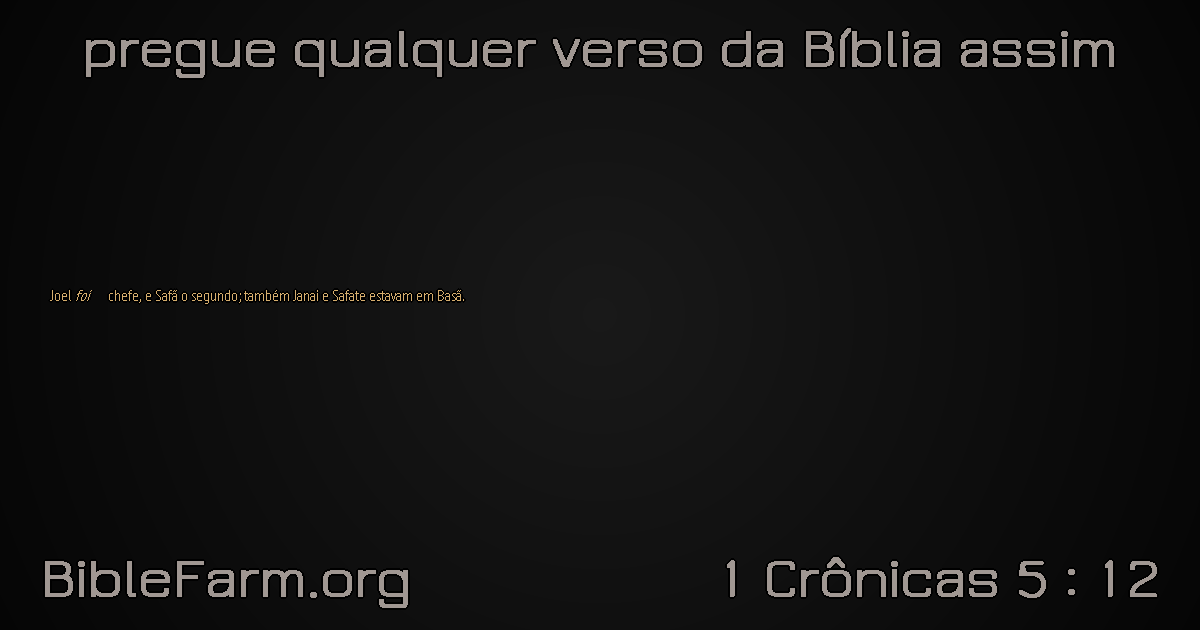 pregue qualquer verso da Bíblia assim
Joel foi chefe, e Safã o segundo; também Janai e Safate estavam em Basã.
BibleFarm.org
1 Crônicas 5 : 12